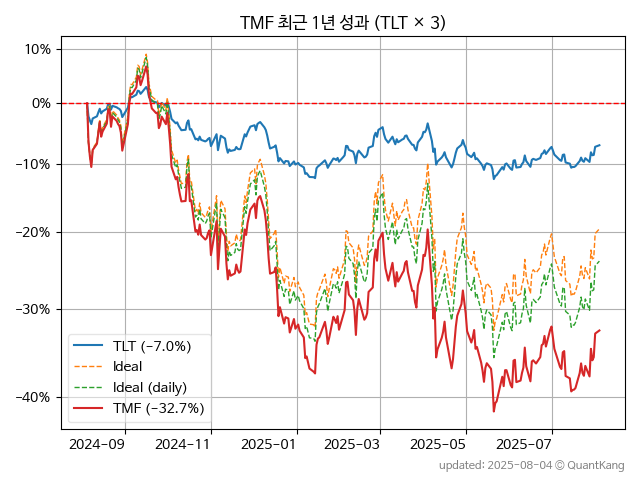 TMF 최근 1년 성과 (TLT × 3)
10%
0%
−10%
−20%
−30%
−40%
TLT (−7.0%)
Ideal
Ideal (daily)
TMF (−32.7%)
2024-09 2024-11 2025-01 2025-03 2025-05 2025-07
updated: 2025-08-04 © QuantKang